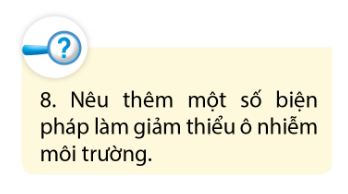 ?
8. Nêu thêm một số biện
pháp làm giảm thiểu ô nhiễm
môi trường.